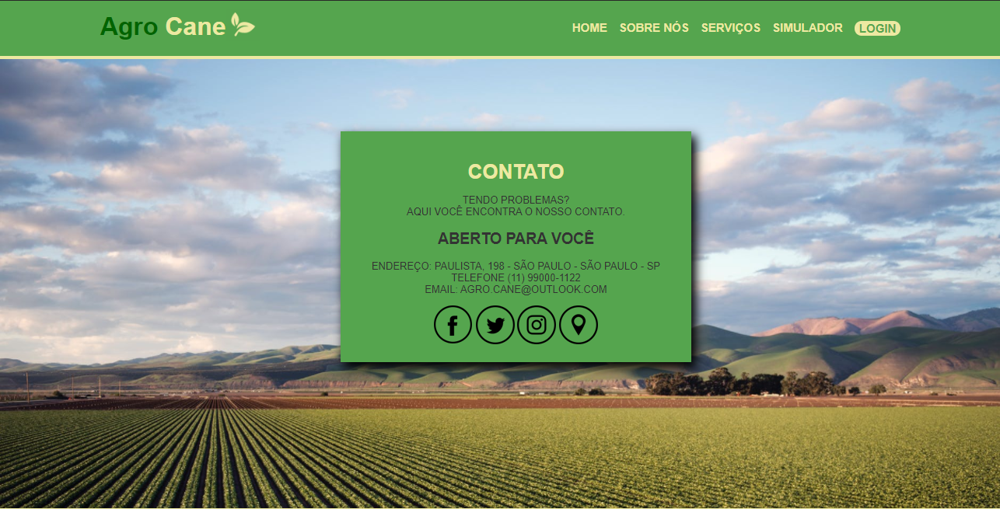 Agro Cane
HOME SOBRE NÓS SERVIÇOS SIMULADOR LOGIN
CONTATO
TENDO PROBLEMAS?
AQUI VOCÊ ENCONTRA O NOSSO CONTATO.
ABERTO PARA VOCÊ
ENDEREÇO: PAULISTA, 198 - SÃO PAULO - SÃO PAULO - SP
TELEFONE (11) 99000-1122
EMAIL: AGRO.CANE@OUTLOOK.COM